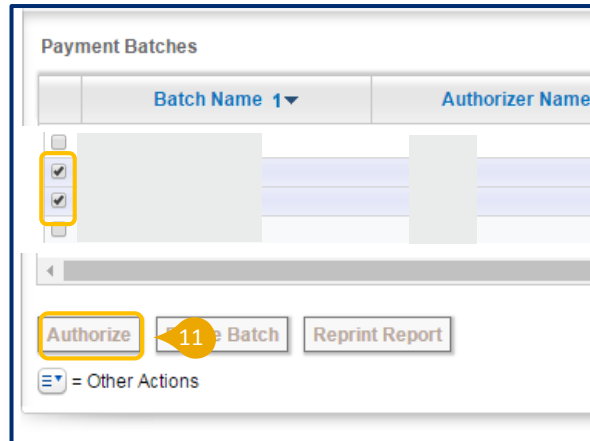 Payment Batches
Batch Name 1 Authorizer Name
Authorize 11 e Batch Reprint Report
= Other Actions